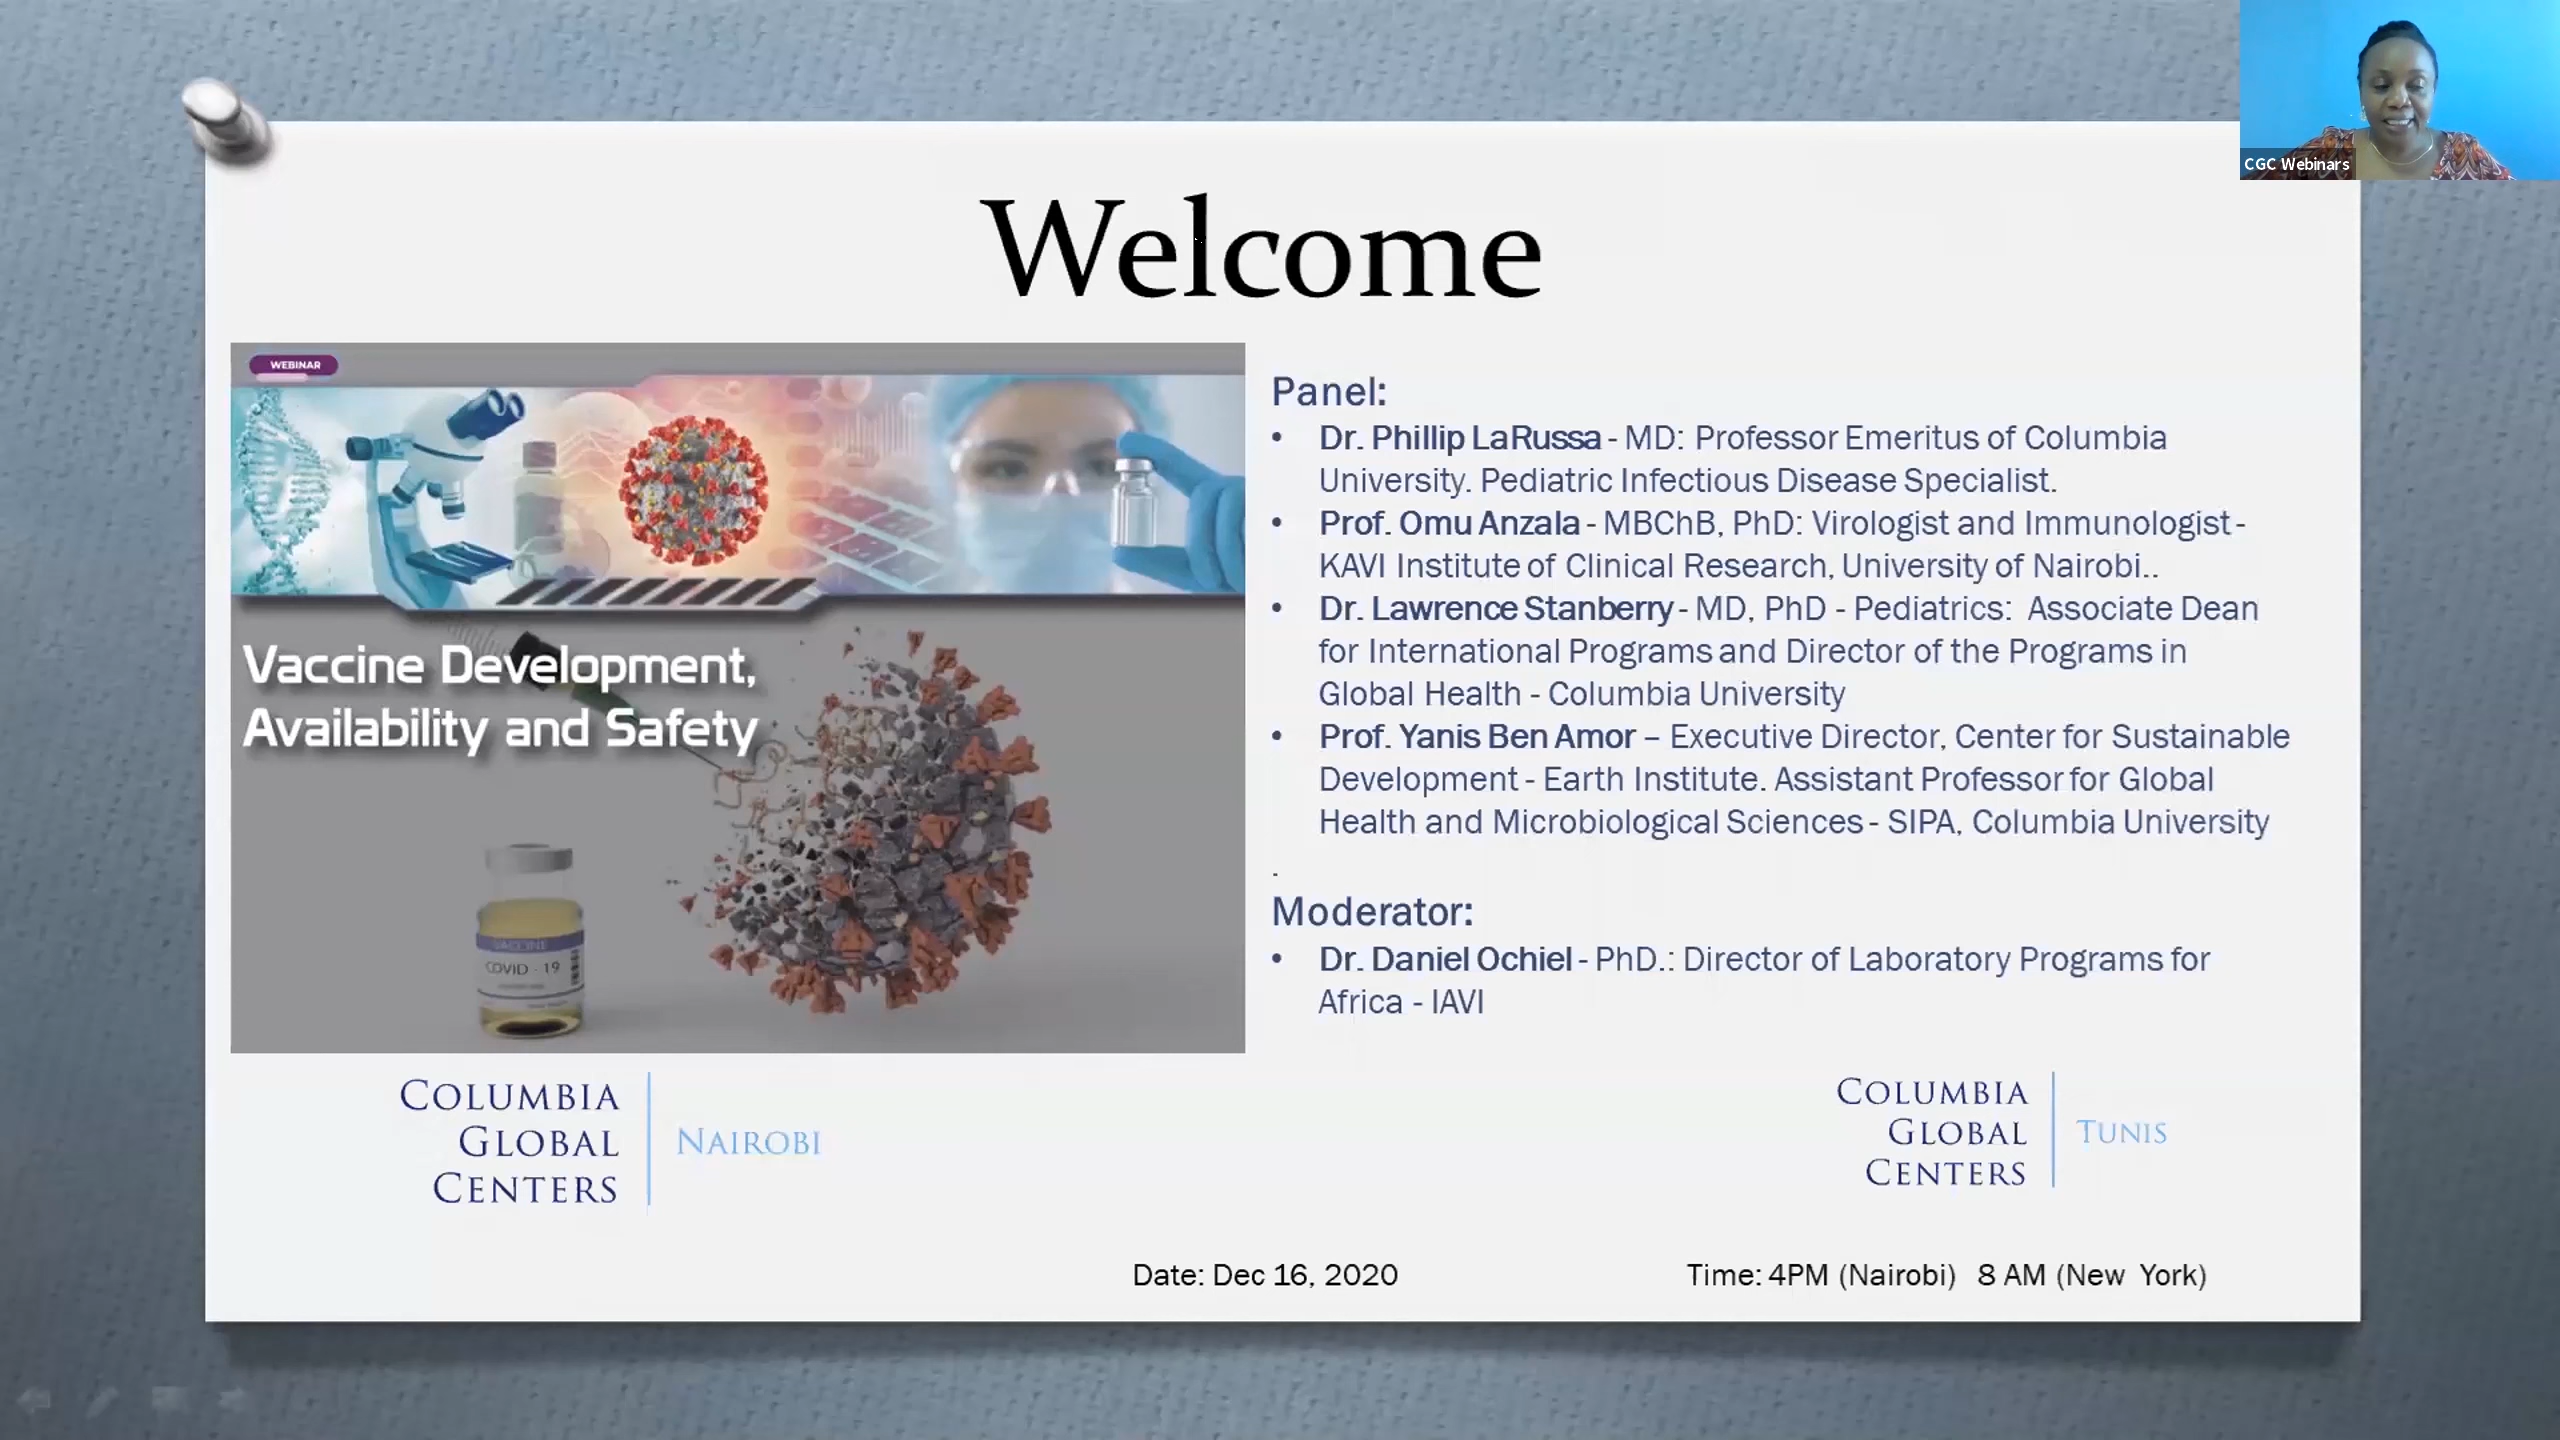 CGC Webinars
Welcome
WEBINAR
Vaccine Development,
Availability and Safety
VACCINE
COVID - 19
Panel:
• Dr. Phillip LaRussa - MD: Professor Emeritus of Columbia
University. Pediatric Infectious Disease Specialist.
• Prof. Omu Anzala - MBChB, PhD: Virologist and Immunologist -
KAVI Institute of Clinical Research, University of Nairobi..
• Dr. Lawrence Stanberry - MD, PhD - Pediatrics: Associate Dean
for International Programs and Director of the Programs in
Global Health - Columbia University
• Prof. Yanis Ben Amor – Executive Director, Center for Sustainable
Development - Earth Institute. Assistant Professor for Global
Health and Microbiological Sciences - SIPA, Columbia University
.
Moderator:
• Dr. Daniel Ochiel - PhD.: Director of Laboratory Programs for
Africa - IAVI
COLUMBIA
GLOBAL
CENTERS
NAIROBI
COLUMBIA
GLOBAL
CENTERS
TUNIS
Date: Dec 16, 2020
Time: 4PM (Nairobi) 8 AM (New York)